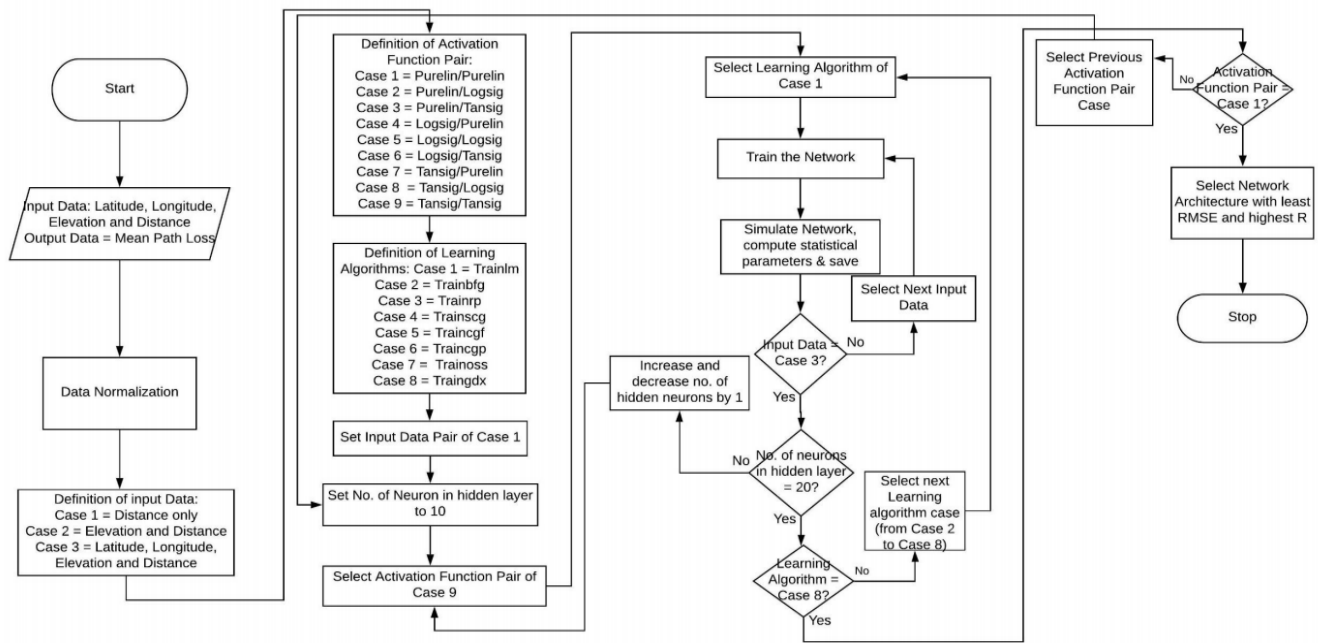 Start
Input Data: Latitude, Longitude,
Elevation and Distance
Output Data = Mean Path Loss
Data Normalization
Definition of input Data:
Case 1 = Distance only
Case 2 = Elevation and Distance
Case 3 = Latitude, Longitude,
Elevation and Distance
Definition of Activation
Function Pair:
Case 1 = Purelin/Purelin
Case 2 = Purelin/Logsig
Case 3 = Purelin/Tansig
Case 4 = Logsig/Purelin
Case 5 = Logsig/Logsig
Case 6 = Logsig/Tansig
Case 7 = Tansig/Purelin
Case 8 = Tansig/Logsig
Case 9 = Tansig/Tansig
Definition of Learning
Algorithms: Case 1 = Trainlm
Case 2 = Trainbfg
Case 3 = Trainrp
Case 4 = Trainscg
Case 5 = Traincgf
Case 6 = Traincgp
Case 7 = Trainoss
Case 8 = Traingdx
Set Input Data Pair of Case 1
Set No. of Neuron in hidden layer
to 10
Select Activation Function Pair of
Case 9
Select Learning Algorithm of
Case 1
Train the Network
Simulate Network,
compute statistical
parameters & save
Select Next Input
Data
Input Data =
Case 3?
No
Yes
Increase and
decrease no. of
hidden neurons by 1
No. of neurons
in hidden layer
= 20?
No
Yes
Select next
Learning
algorithm case
(from Case 2
to Case 8)
Learning
Algorithm =
Case 8?
No
Yes
Select Previous
Activation
Function Pair
Case
Activation
Function Pair =
Case 1?
No
Yes
Select Network
Architecture with least
RMSE and highest R
Stop